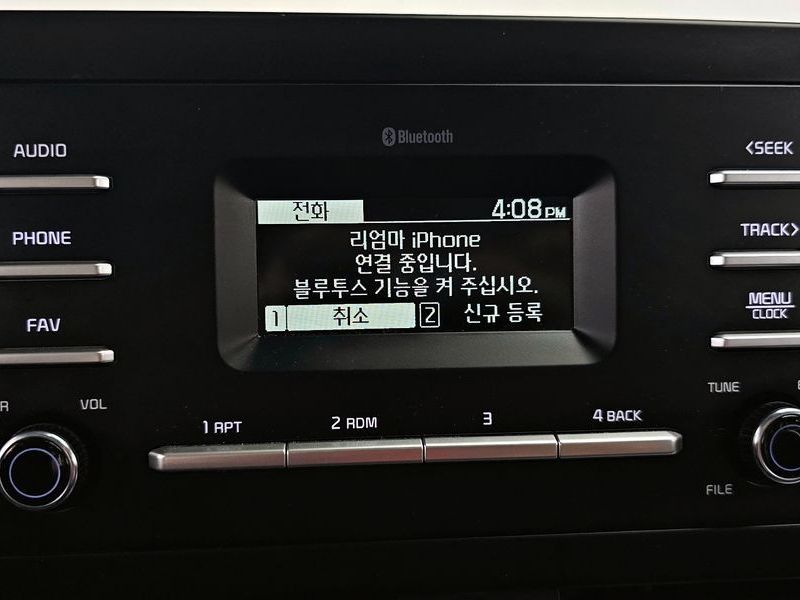 Bluetooth
AUDIO
PHONE
FAV
VOL
<SEEK
TRACK>
MENU
CLOCK
TUNE
FILE
전화 4:08 PM
리엄마 iPhone
연결 중입니다.
블루투스 기능을 켜 주십시오.
1 취소 2 신규 등록
1 RPT
2 RDM
3
4 BACK